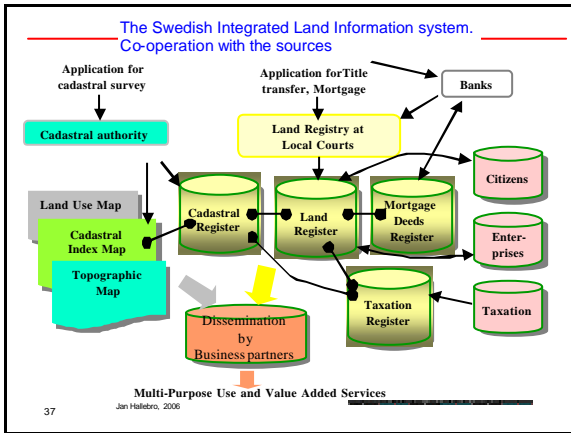 The Swedish Integrated Land Information system.
Co-operation with the sources
Application for
cadastral survey
Application forTitle
transfer, Mortgage
Banks
Cadastral authority
Land Registry at
Local Courts
Citizens
Land Use Map
Cadastral
Index Map
Topographic
Map
Cadastral
Register
Land
Register
Mortgage
Deeds
Register
Enter-
prises
Taxation
Register
Taxation
Dissemination
by
Business partners
Multi-Purpose Use and Value Added Services
37
Jan Hallebro, 2006